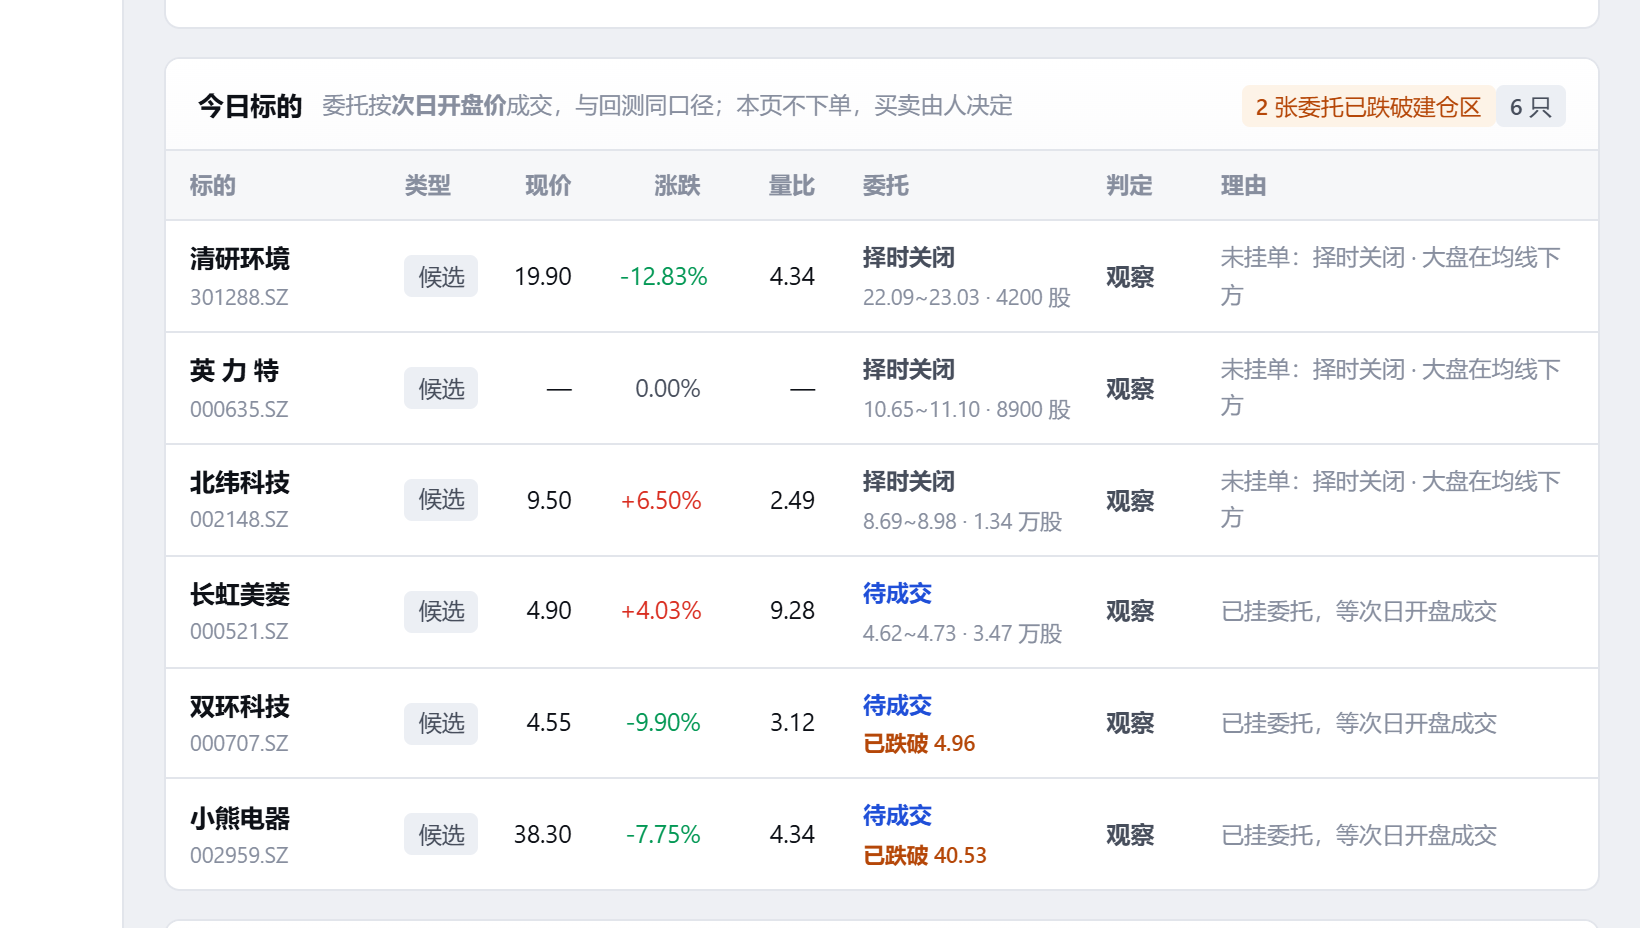 今日标的 委托按次日开盘价成交，与回测同口径；本页不下单，买卖由人决定 2 张委托已跌破建仓区 6 只
标的 类型 现价 涨跌 量比 委托 判定 理由
清研环境 候选 19.90 -12.83% 4.34 择时关闭 观察 未挂单：择时关闭 · 大盘在均线下
301288.SZ 22.09~23.03 · 4200 股 方
英 力 特 候选 — 0.00% — 择时关闭 观察 未挂单：择时关闭 · 大盘在均线下
000635.SZ 10.65~11.10 · 8900 股 方
北纬科技 候选 9.50 +6.50% 2.49 择时关闭 观察 未挂单：择时关闭 · 大盘在均线下
002148.SZ 8.69~8.98 · 1.34 万股 方
长虹美菱 候选 4.90 +4.03% 9.28 待成交 观察 已挂委托，等次日开盘成交
000521.SZ 4.62~4.73 · 3.47 万股
双环科技 候选 4.55 -9.90% 3.12 待成交 观察 已挂委托，等次日开盘成交
000707.SZ 已跌破 4.96
小熊电器 候选 38.30 -7.75% 4.34 待成交 观察 已挂委托，等次日开盘成交
002959.SZ 已跌破 40.53